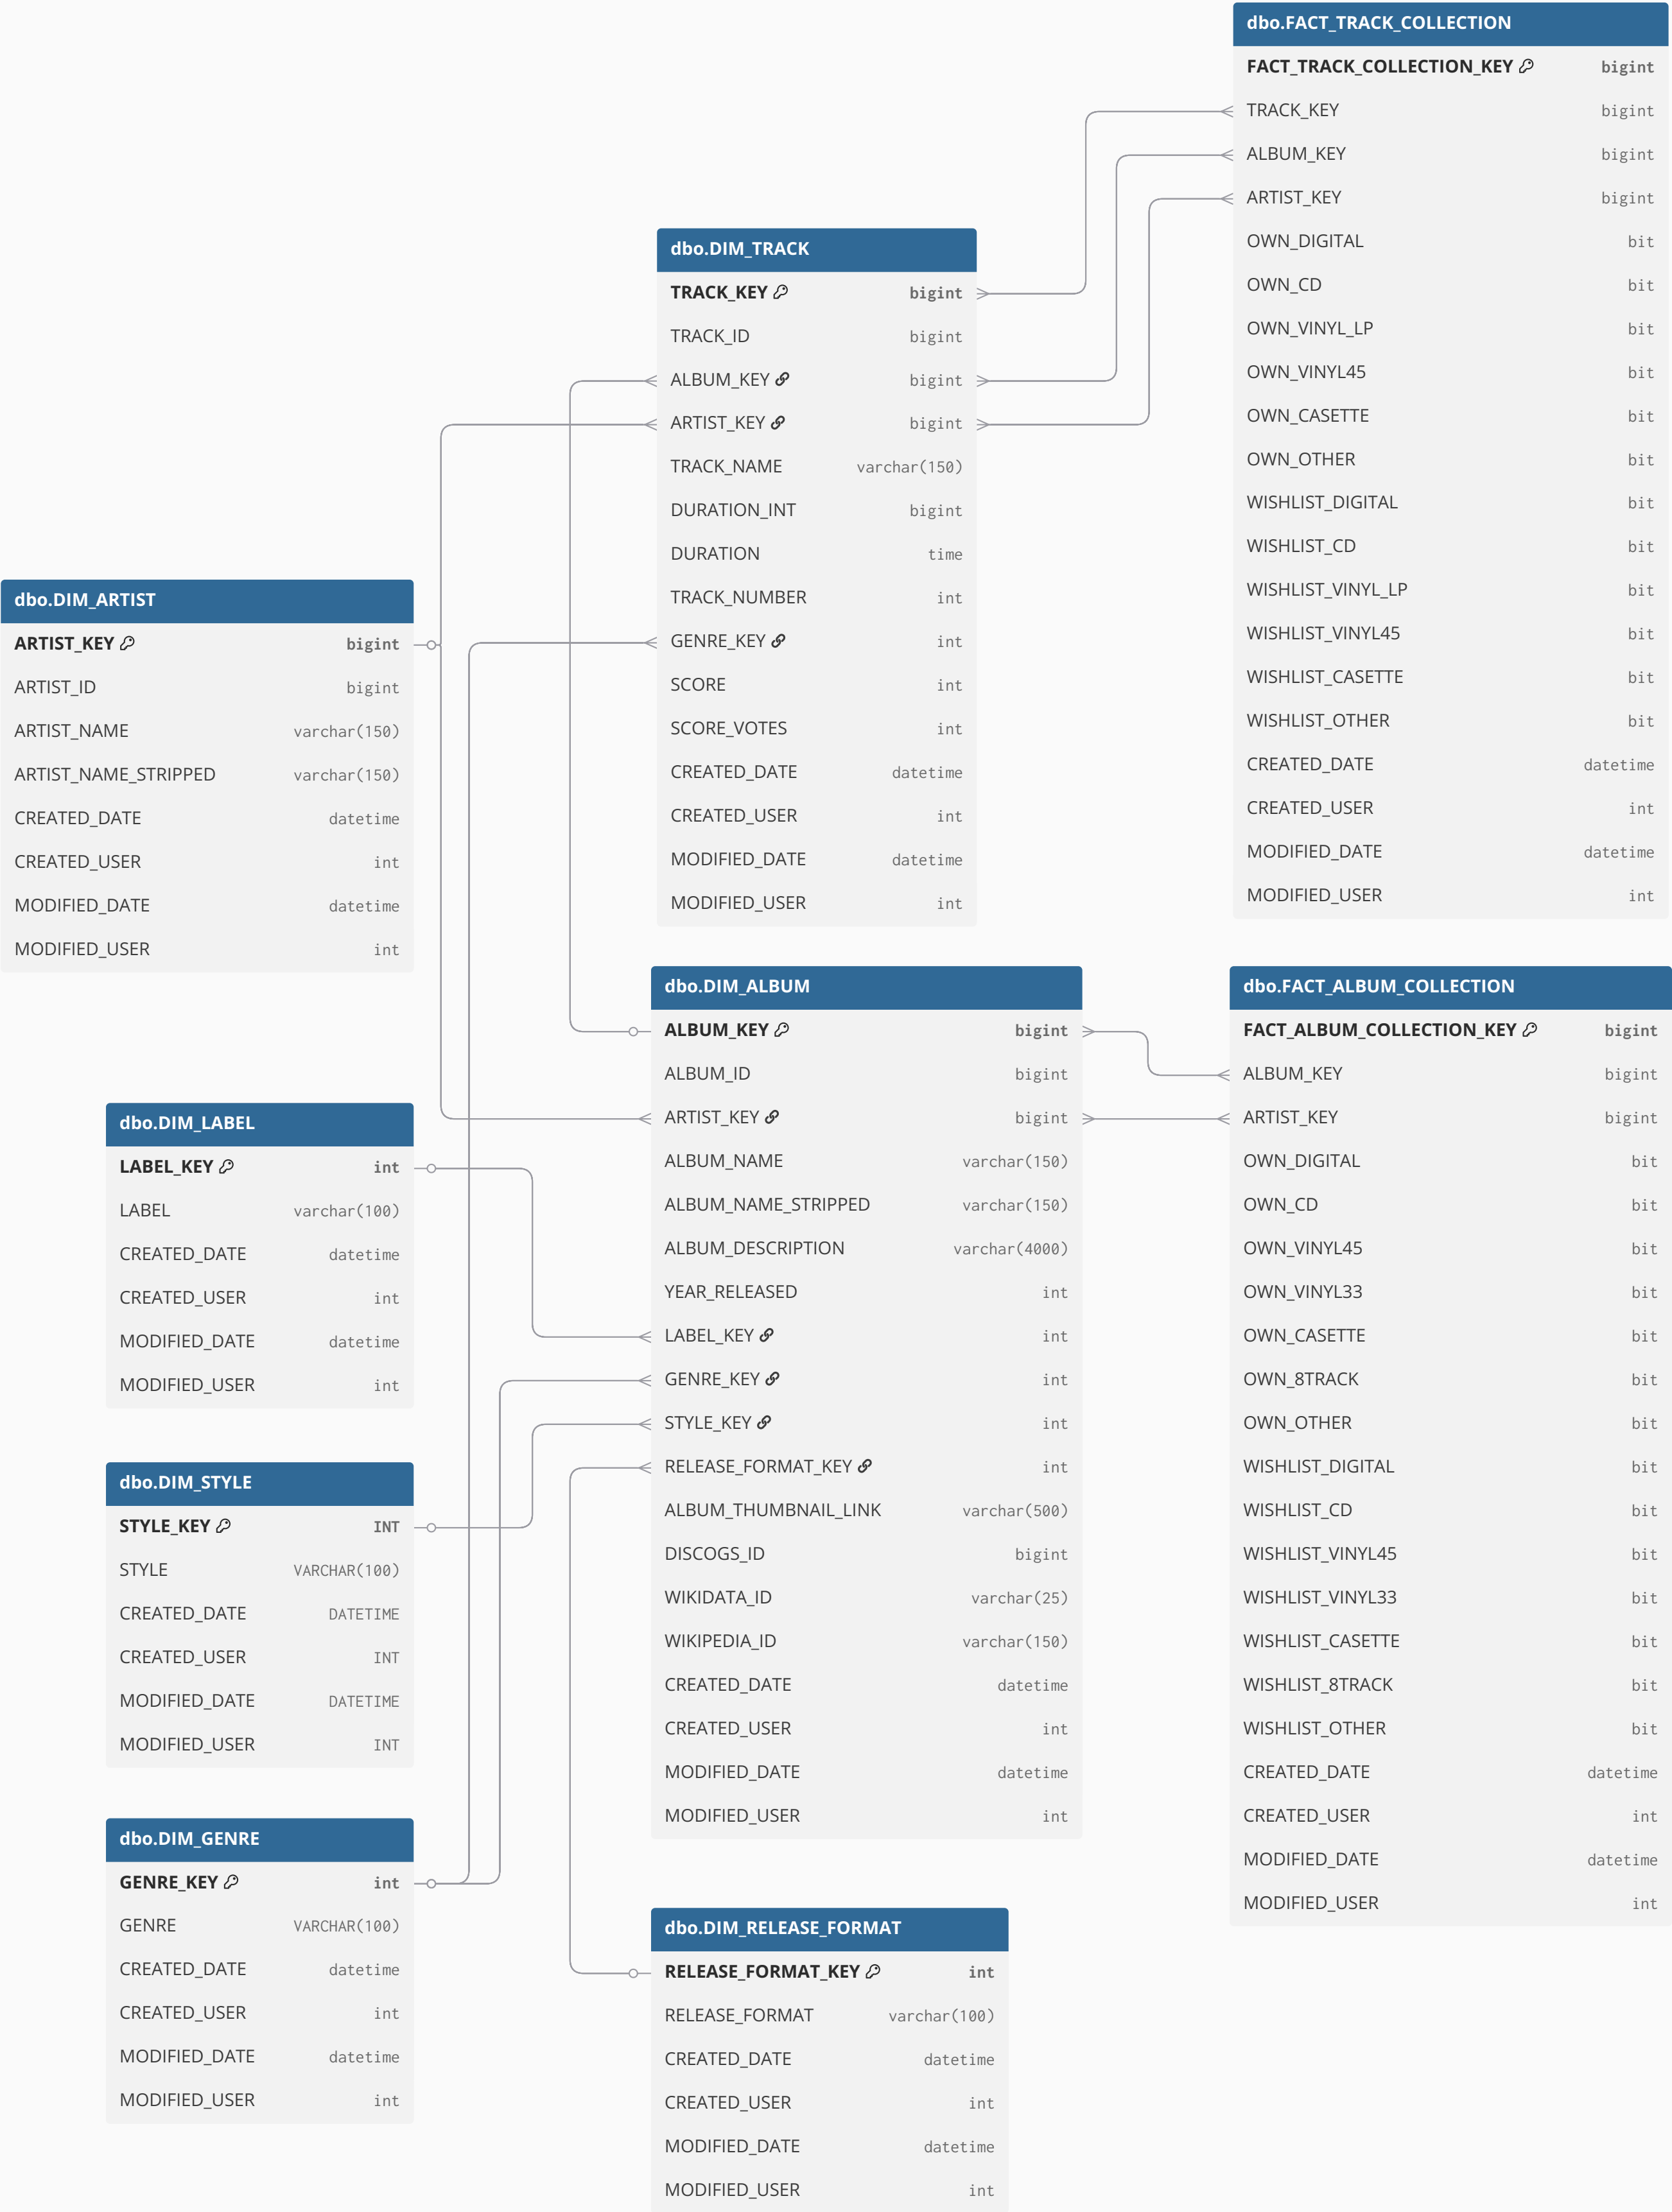 dbo.FACT_TRACK_COLLECTION
FACT_TRACK_COLLECTION_KEY bigint
TRACK_KEY bigint
ALBUM_KEY bigint
ARTIST_KEY bigint
OWN_DIGITAL bit
OWN_CD bit
OWN_VINYL_LP bit
OWN_VINYL45 bit
OWN_CASETTE bit
OWN_OTHER bit
WISHLIST_DIGITAL bit
WISHLIST_CD bit
WISHLIST_VINYL_LP bit
WISHLIST_VINYL45 bit
WISHLIST_CASETTE bit
WISHLIST_OTHER bit
CREATED_DATE datetime
CREATED_USER int
MODIFIED_DATE datetime
MODIFIED_USER int
dbo.DIM_TRACK
TRACK_KEY bigint
TRACK_ID bigint
ALBUM_KEY bigint
ARTIST_KEY bigint
TRACK_NAME varchar(150)
DURATION_INT bigint
DURATION time
TRACK_NUMBER int
GENRE_KEY int
SCORE int
SCORE_VOTES int
CREATED_DATE datetime
CREATED_USER int
MODIFIED_DATE datetime
MODIFIED_USER int
dbo.DIM_ARTIST
ARTIST_KEY bigint
ARTIST_ID bigint
ARTIST_NAME varchar(150)
ARTIST_NAME_STRIPPED varchar(150)
CREATED_DATE datetime
CREATED_USER int
MODIFIED_DATE datetime
MODIFIED_USER int
dbo.DIM_ALBUM
ALBUM_KEY bigint
ALBUM_ID bigint
ARTIST_KEY bigint
ALBUM_NAME varchar(150)
ALBUM_NAME_STRIPPED varchar(150)
ALBUM_DESCRIPTION varchar(4000)
YEAR_RELEASED int
LABEL_KEY int
GENRE_KEY int
STYLE_KEY int
RELEASE_FORMAT_KEY int
ALBUM_THUMBNAIL_LINK varchar(500)
DISCOGS_ID bigint
WIKIDATA_ID varchar(25)
WIKIPEDIA_ID varchar(150)
CREATED_DATE datetime
CREATED_USER int
MODIFIED_DATE datetime
MODIFIED_USER int
dbo.FACT_ALBUM_COLLECTION
FACT_ALBUM_COLLECTION_KEY bigint
ALBUM_KEY bigint
ARTIST_KEY bigint
OWN_DIGITAL bit
OWN_CD bit
OWN_VINYL45 bit
OWN_VINYL33 bit
OWN_CASETTE bit
OWN_8TRACK bit
OWN_OTHER bit
WISHLIST_DIGITAL bit
WISHLIST_CD bit
WISHLIST_VINYL45 bit
WISHLIST_VINYL33 bit
WISHLIST_CASETTE bit
WISHLIST_8TRACK bit
WISHLIST_OTHER bit
CREATED_DATE datetime
CREATED_USER int
MODIFIED_DATE datetime
MODIFIED_USER int
dbo.DIM_LABEL
LABEL_KEY int
LABEL varchar(100)
CREATED_DATE datetime
CREATED_USER int
MODIFIED_DATE datetime
MODIFIED_USER int
dbo.DIM_STYLE
STYLE_KEY INT
STYLE VARCHAR(100)
CREATED_DATE DATETIME
CREATED_USER INT
MODIFIED_DATE DATETIME
MODIFIED_USER INT
dbo.DIM_GENRE
GENRE_KEY int
GENRE VARCHAR(100)
CREATED_DATE datetime
CREATED_USER int
MODIFIED_DATE datetime
MODIFIED_USER int
dbo.DIM_RELEASE_FORMAT
RELEASE_FORMAT_KEY int
RELEASE_FORMAT varchar(100)
CREATED_DATE datetime
CREATED_USER int
MODIFIED_DATE datetime
MODIFIED_USER int